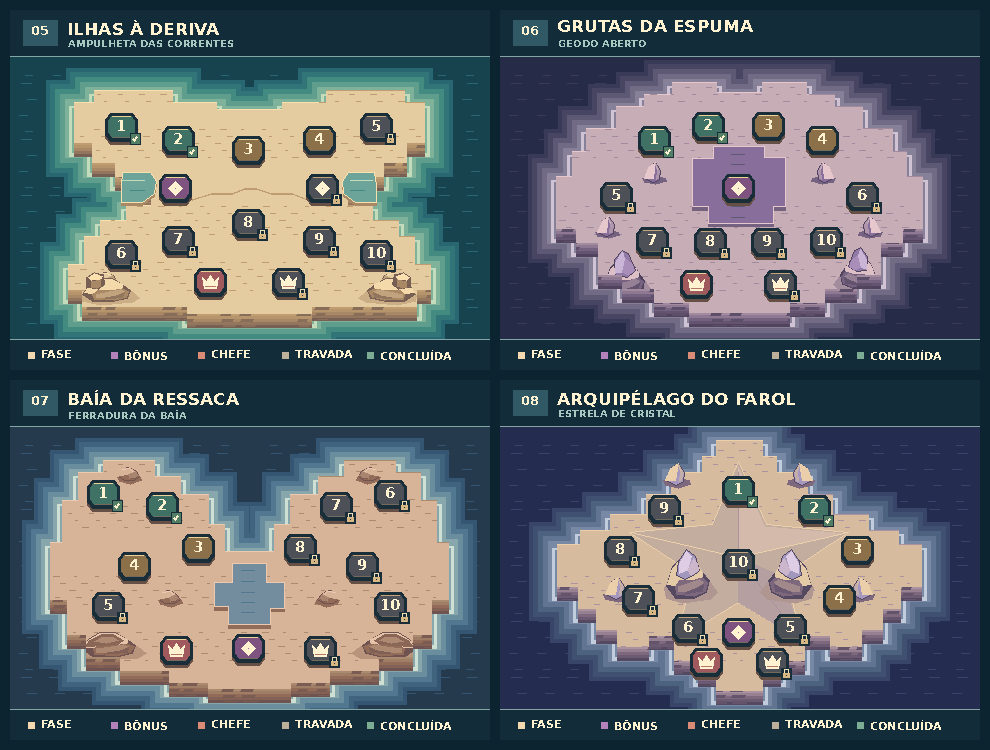 05 ILHAS À DERIVA
AMPULHETA DAS CORRENTES
1 2 3 4 5
6 7 8 9 10
FASE BÔNUS CHEFE TRAVADA CONCLUÍDA
06 GRUTAS DA ESPUMA
GEODO ABERTO
1 2 3 4
5 6
7 8 9 10
FASE BÔNUS CHEFE TRAVADA CONCLUÍDA
07 BAÍA DA RESSACA
FERRADURA DA BAÍA
1 2 7 6
3 8
4 9
5 10
FASE BÔNUS CHEFE TRAVADA CONCLUÍDA
08 ARQUIPÉLAGO DO FAROL
ESTRELA DE CRISTAL
1
9 2
8 10 3
7 4
6 5
FASE BÔNUS CHEFE TRAVADA CONCLUÍDA